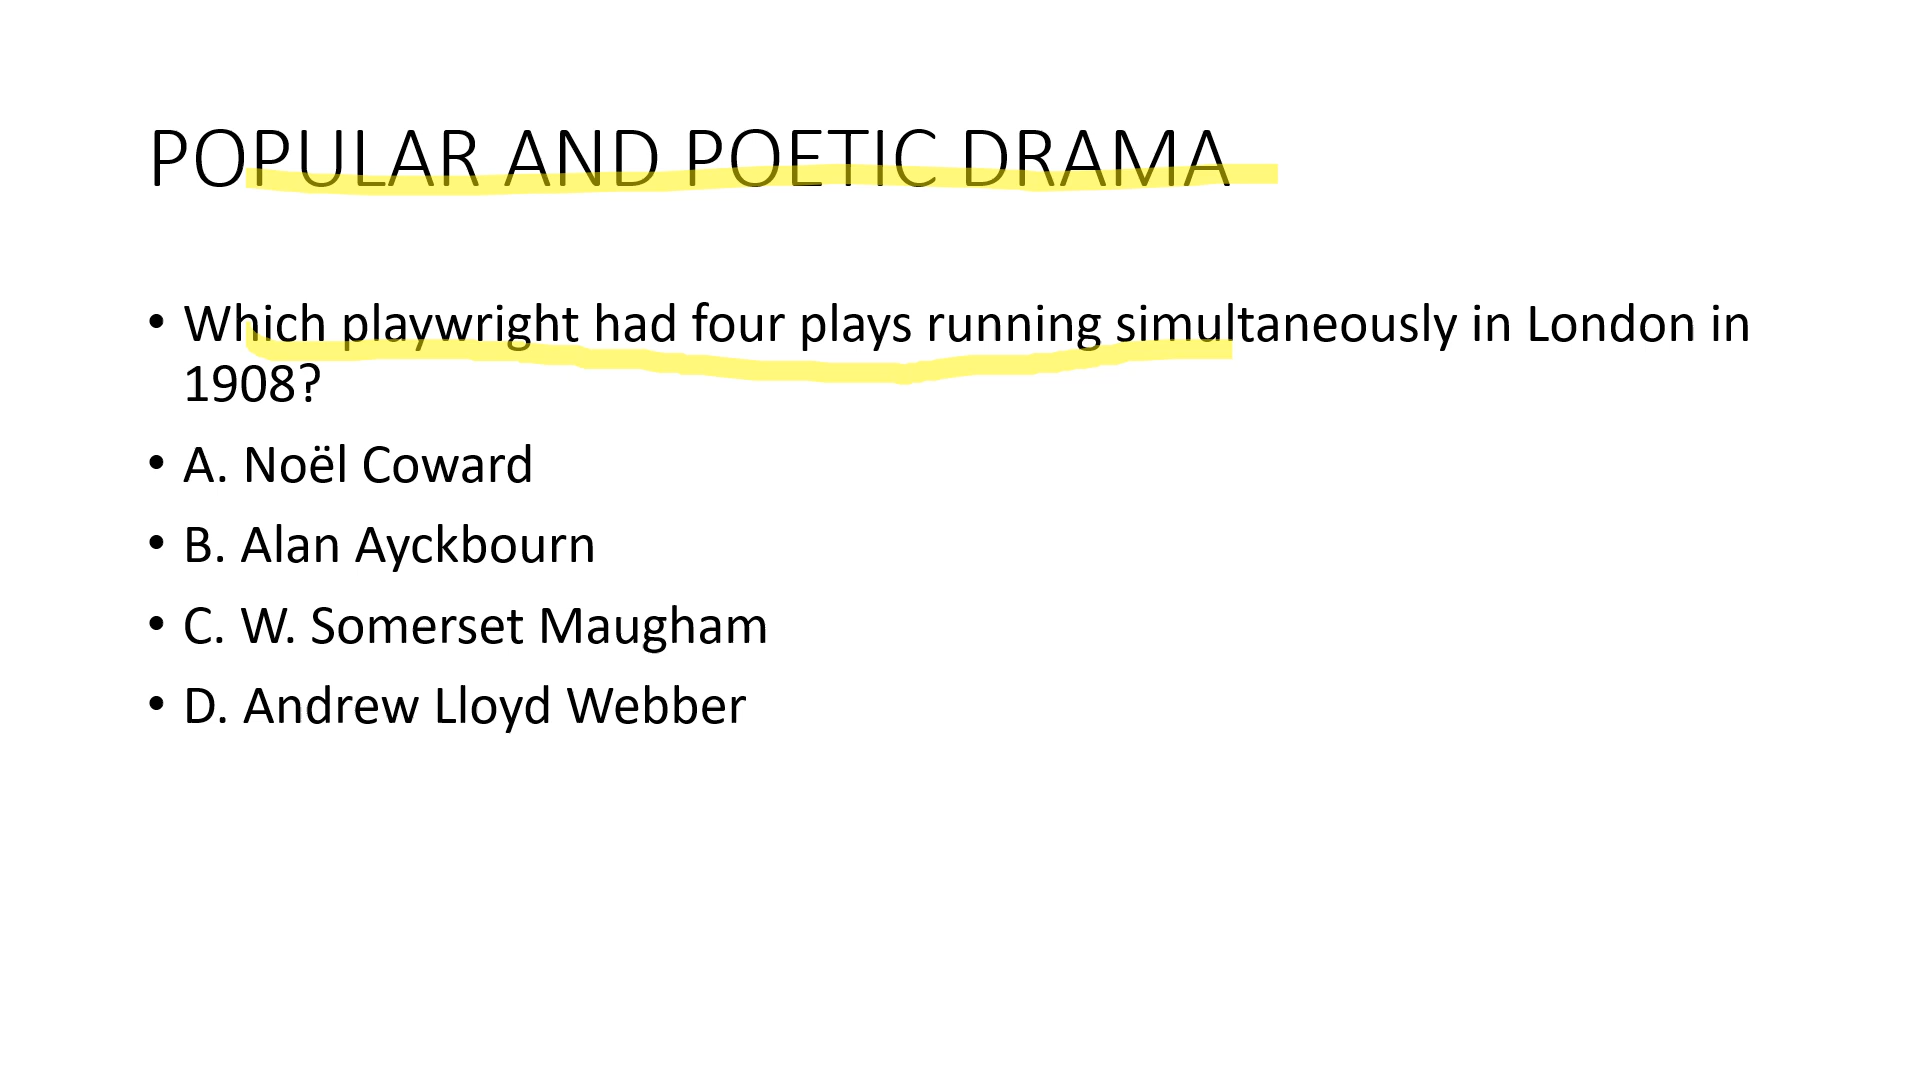 POPULAR AND POETIC DRAMA
• Which playwright had four plays running simultaneously in London in
1908?
• A. Noël Coward
• B. Alan Ayckbourn
• C. W. Somerset Maugham
• D. Andrew Lloyd Webber